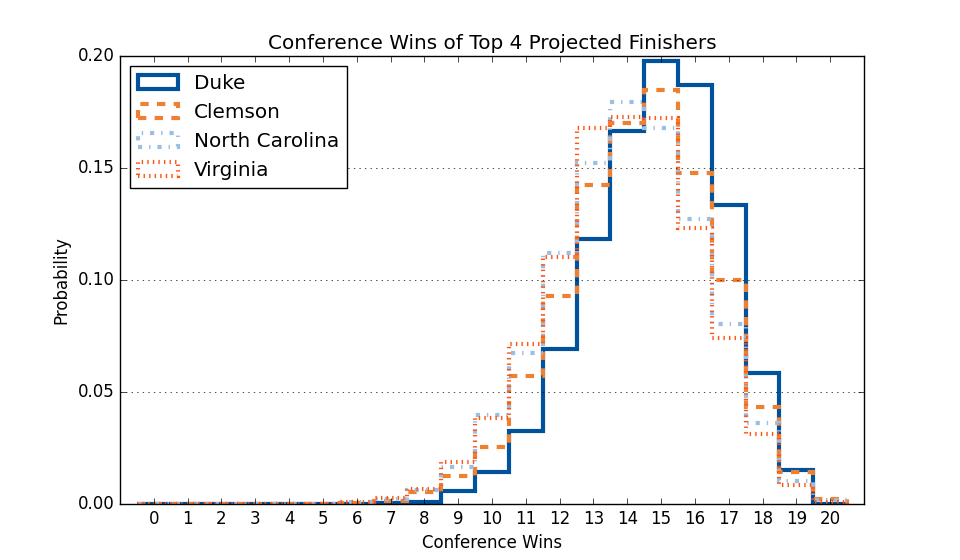 Conference Wins of Top 4 Projected Finishers
Duke
Clemson
North Carolina
Virginia
0.20
0.15
0.10
0.05
0.00
Probability
0 1 2 3 4 5 6 7 8 9 10 11 12 13 14 15 16 17 18 19 20
Conference Wins